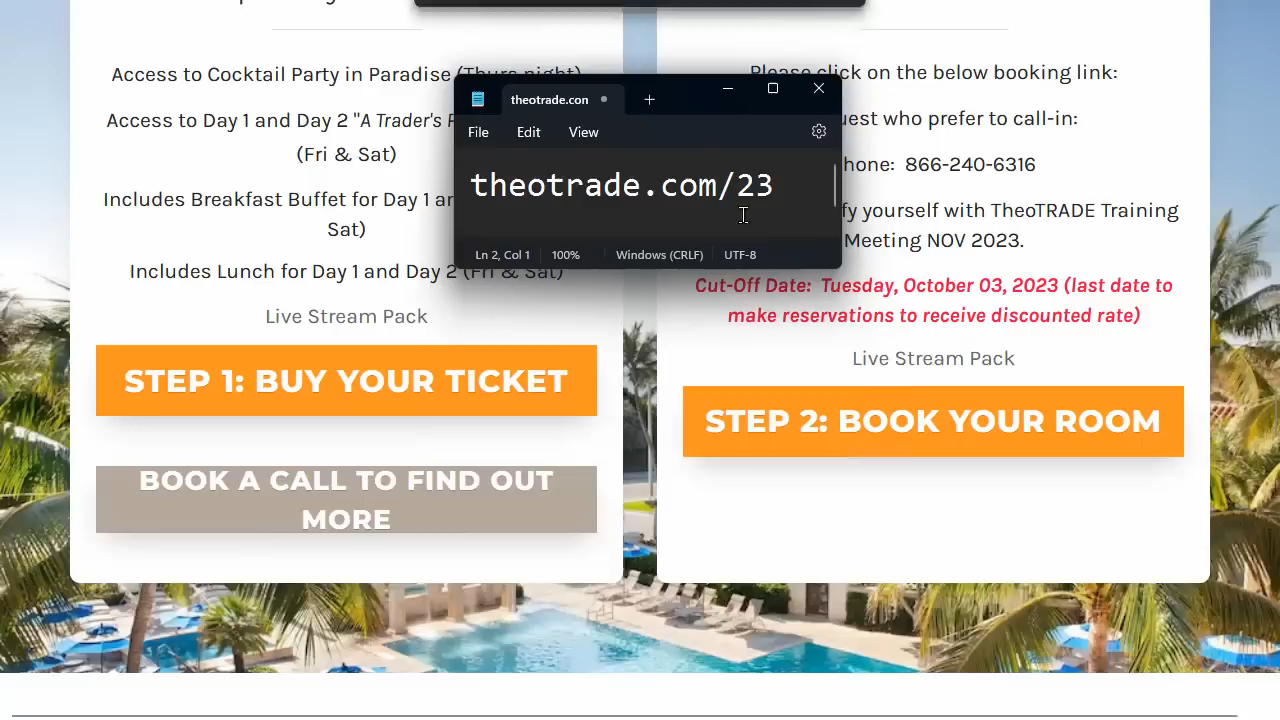 Access to Cocktail Party in Paradise (Thurs night)
Access to Day 1 and Day 2 "A Trader's
(Fri & Sat)
Includes Breakfast Buffet for Day 1
Sat)
Includes Lunch for Day 1 and Day 2 (Fri & Sat)
Live Stream Pack
STEP 1: BUY YOUR TICKET
BOOK A CALL TO FIND OUT
MORE
theotrade.con
File Edit View
theotrade.com/23
Ln 2, Col 1 100% Windows (CRLF) UTF-8
Please click on the below booking link:
who prefer to call-in:
866-240-6316
yourself with TheoTRADE Training
Meeting NOV 2023.
Cut-Off Date: Tuesday, October 03, 2023 (last date to
make reservations to receive discounted rate)
Live Stream Pack
STEP 2: BOOK YOUR ROOM